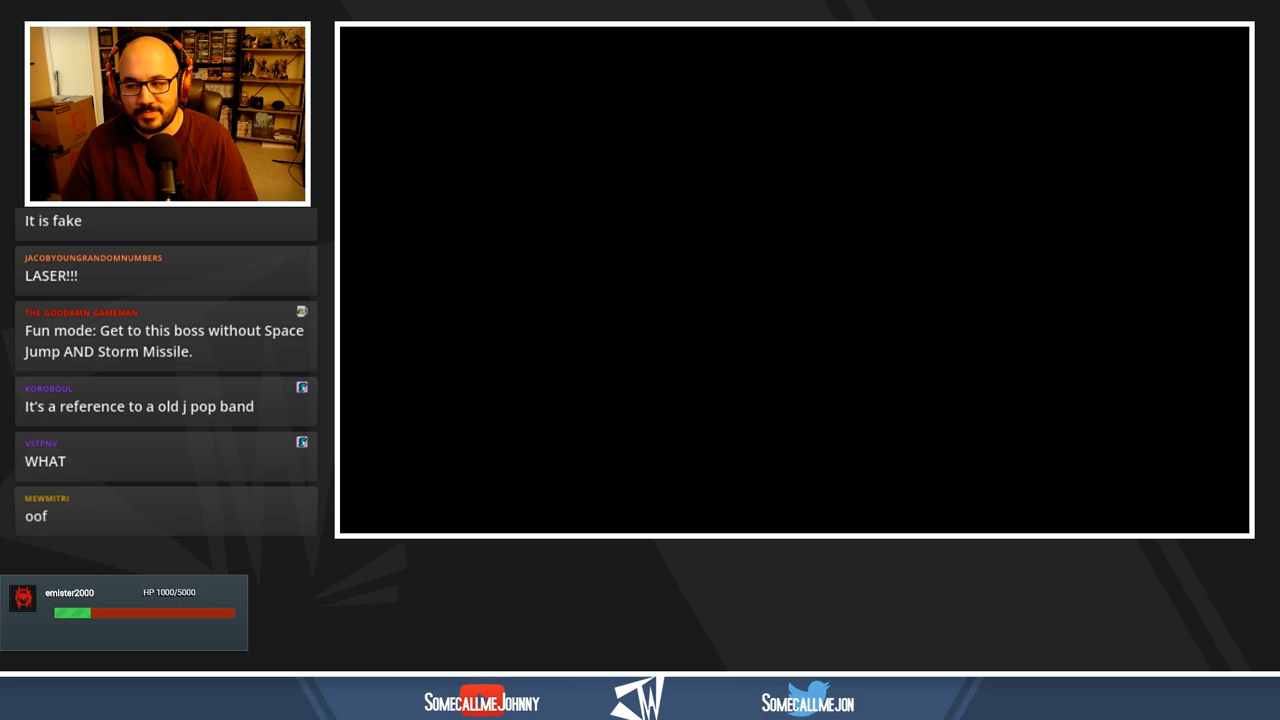 It is fake
JACOBYOUNGRANDOMNUMBERS
LASER!!!
THE_GODDAMN_GAMEMAN
Fun mode: Get to this boss without Space
Jump AND Storm Missile.
KOROBOUL
It's a reference to a old j pop band
VSTPNV
WHAT
MEWMITRI
oof
emister2000 HP 1000/5000
SOMECALLMEJOHNNY SOMECALLMEJON